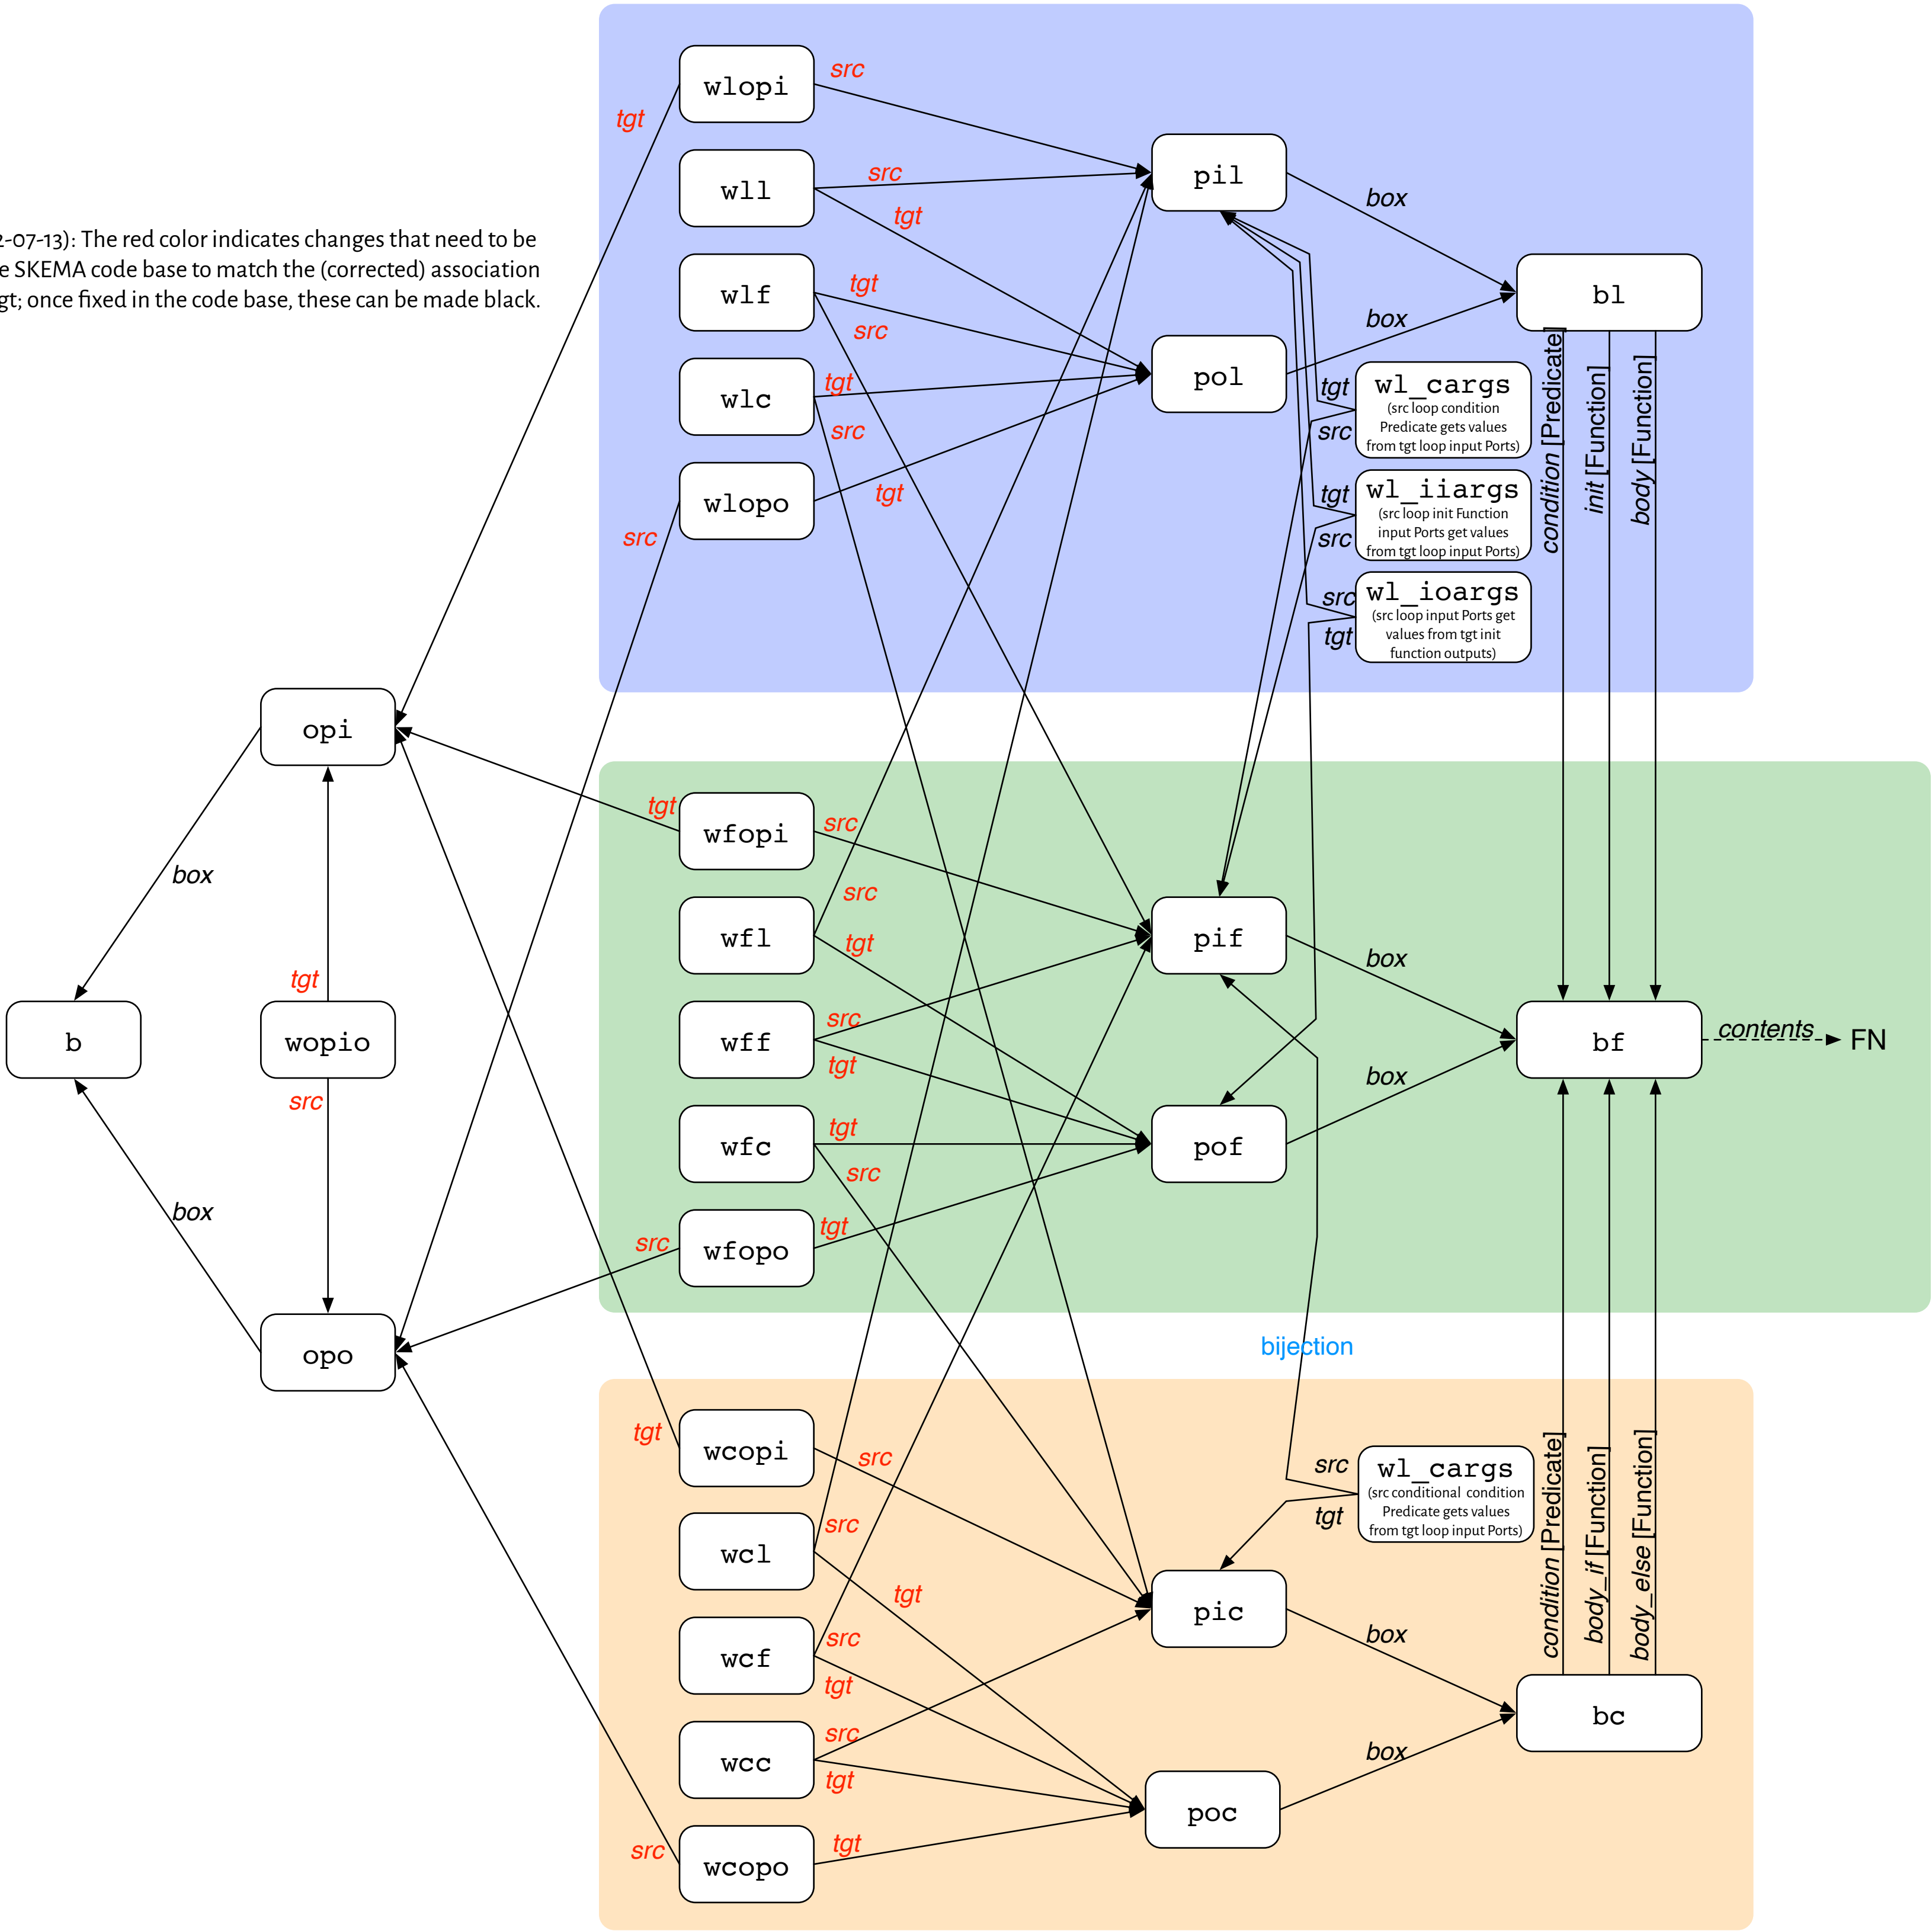 2-07-13): The red color indicates changes that need to be
e SKEMA code base to match the (corrected) association
gt; once fixed in the code base, these can be made black.
wlopi
src
tgt
wll
src
tgt
wlf
tgt
src
wlc
tgt
src
wlopo
tgt
src
pil
box
pol
box
bl
condition [Predicate]
init [Function]
body [Function]
tgt
src
wl_cargs
(src loop condition
Predicate gets values
from tgt loop input Ports)
tgt
src
wl_iiargs
(src loop init Function
input Ports get values
from tgt loop input Ports)
src
tgt
wl_ioargs
(src loop input Ports get
values from tgt init
function outputs)
opi
box
tgt
b
wopio
src
box
opo
tgt
wfopi
src
wfl
src
tgt
wff
src
tgt
wfc
tgt
src
src
wfopo
tgt
pif
box
pof
box
bf
contents
FN
bijection
tgt
wcopi
src
wcl
src
tgt
wcf
src
tgt
wcc
src
tgt
src
wcopo
tgt
src
tgt
wl_cargs
(src conditional condition
Predicate gets values
from tgt loop input Ports)
condition [Predicate]
body_if [Function]
body_else [Function]
pic
box
poc
box
bc